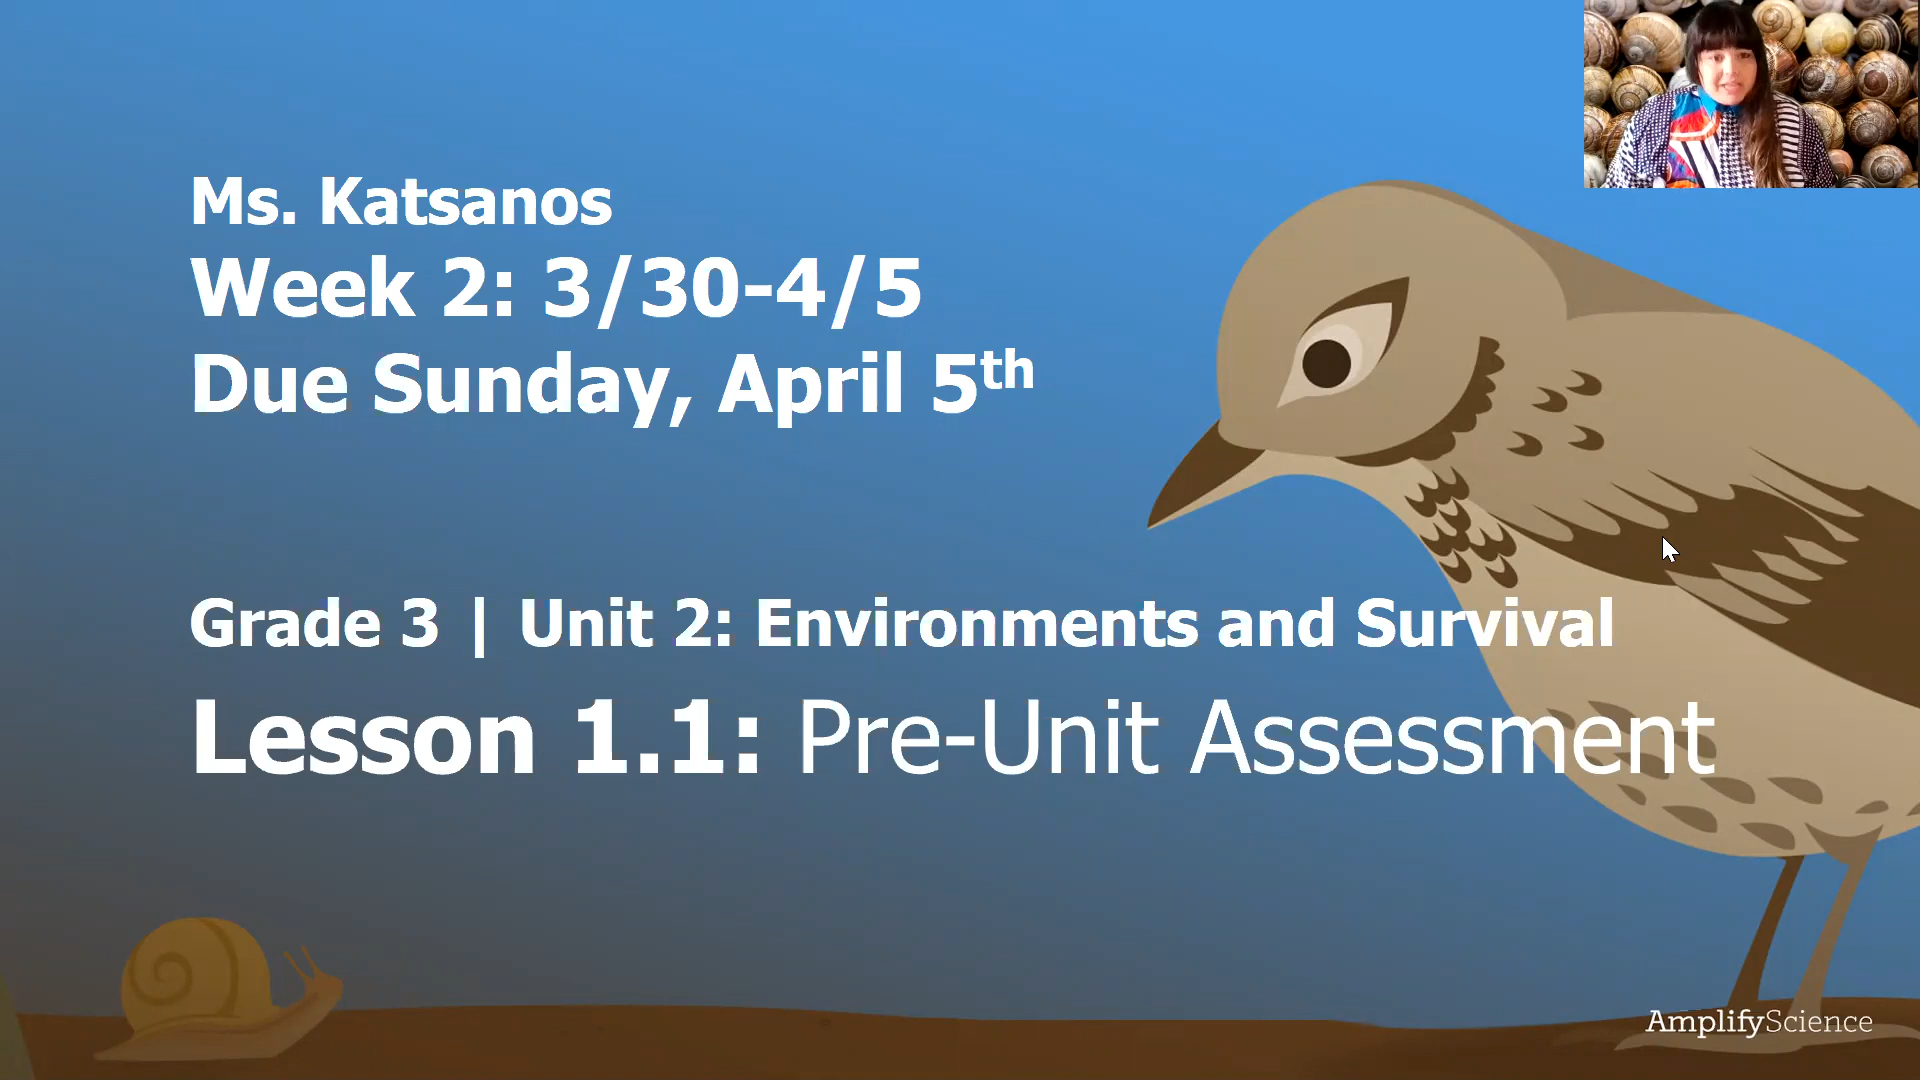 Ms. Katsanos
Week 2: 3/30-4/5
Due Sunday, April 5th
Grade 3 | Unit 2: Environments and Survival
Lesson 1.1: Pre-Unit Assessment
AmplifyScience